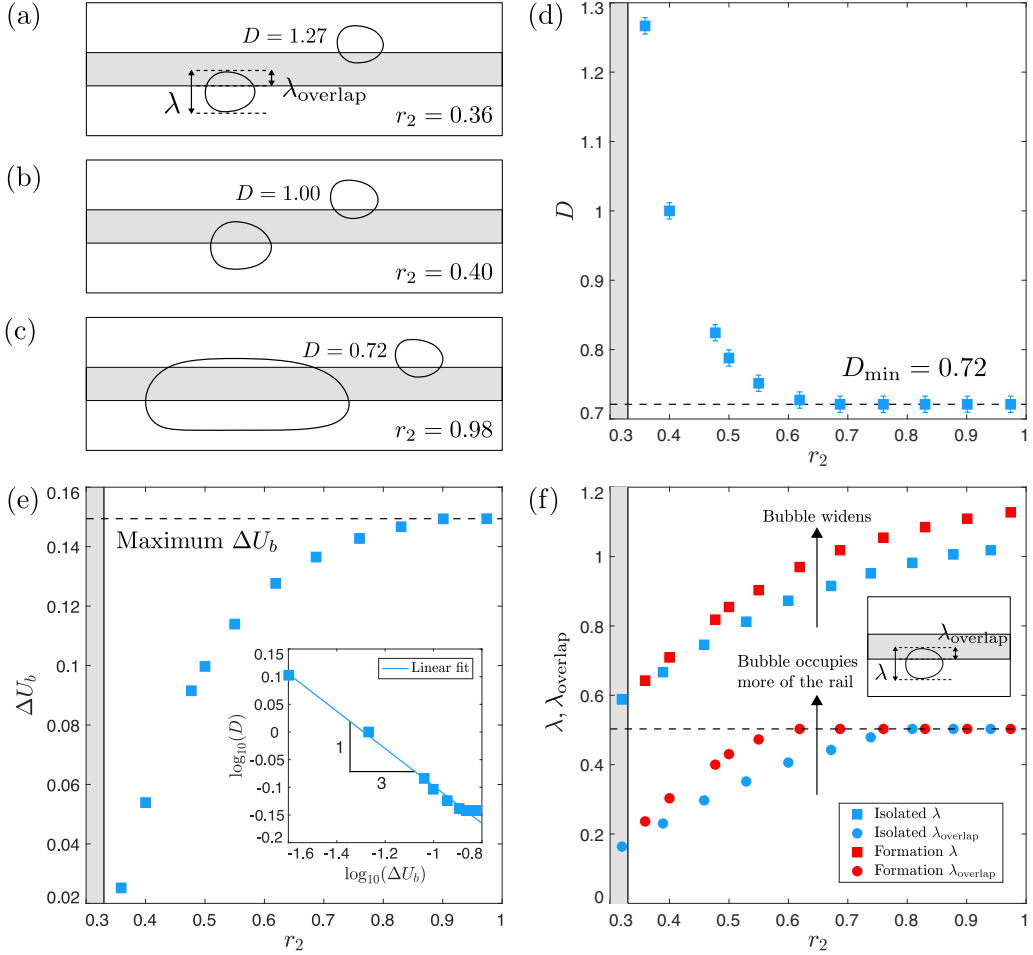 (a)
D = 1.27
λ
λoverlap
r2 = 0.36
(b)
D = 1.00
r2 = 0.40
(c)
D = 0.72
r2 = 0.98
(d)
1.3
1.2
1.1
1
0.9
0.8
0.7
D
Dmin = 0.72
0.3 0.4 0.5 0.6 0.7 0.8 0.9 1
r2
(e)
0.16
0.14
0.12
0.1
0.08
0.06
0.04
0.02
ΔUb
Maximum ΔUb
0.15
0.1
0.05
0
-0.05
-0.1
-0.15
-0.2
log10(D)
Linear fit
1
3
-1.6 -1.4 -1.2 -1 -0.8
log10(ΔUb)
0.3 0.4 0.5 0.6 0.7 0.8 0.9 1
r2
(f)
1.2
1
0.8
0.6
0.4
0.2
0
λ, λoverlap
Bubble widens
Bubble occupies
more of the rail
λoverlap
λ
Isolated λ
Isolated λoverlap
Formation λ
Formation λoverlap
0.3 0.4 0.5 0.6 0.7 0.8 0.9 1
r2